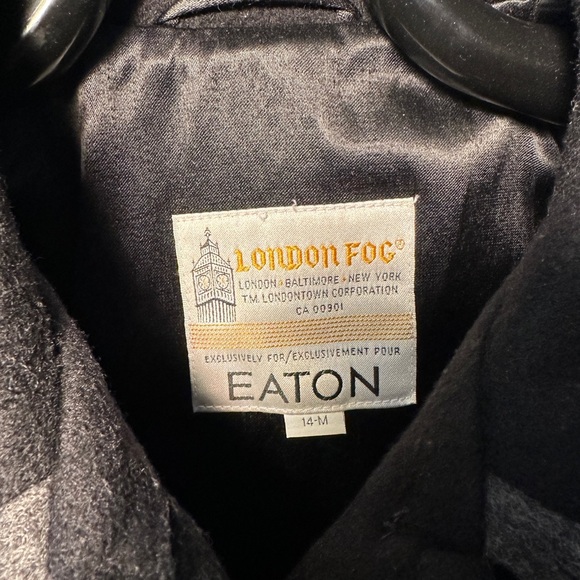 LONDON FOG®
LONDON • BALTIMORE • NEW YORK
T.M. LONDONTOWN CORPORATION
CA 00901
EXCLUSIVELY FOR/EXCLUSIVEMENT POUR
EATON
14-M